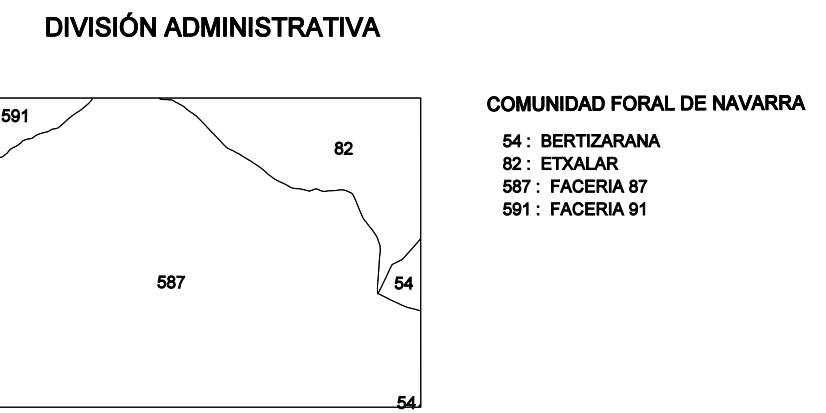 DIVISIÓN ADMINISTRATIVA
591
82
587
54
54
COMUNIDAD FORAL DE NAVARRA
54 : BERTIZARANA
82 : ETXALAR
587 : FACERIA 87
591 : FACERIA 91